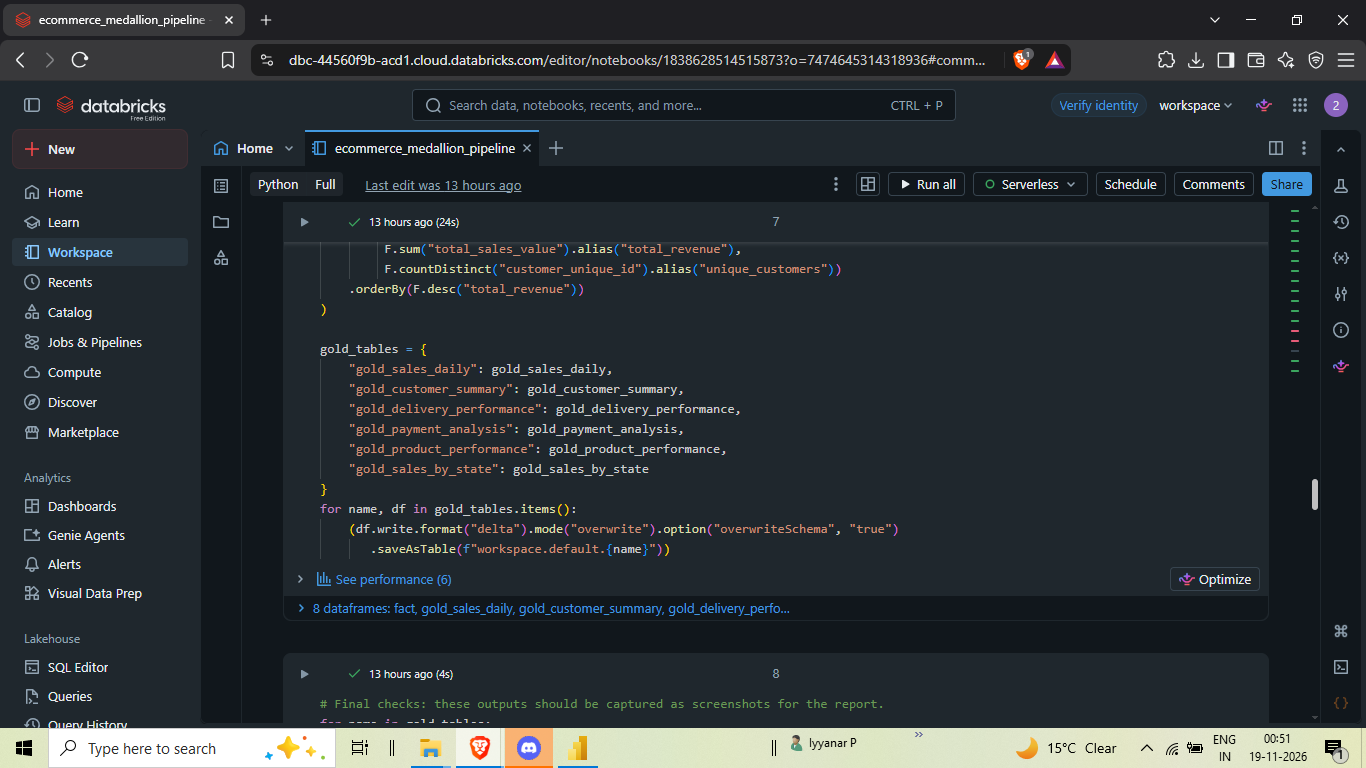 ecommerce_medallion_pipeline
dbc-44560f9b-acd1.cloud.databricks.com/editor/notebooks/1838628514515873?o=7474645314318936#comm...
1
databricks
Free Edition
Search data, notebooks, recents, and more...
CTRL + P
Verify identity
workspace
2
New
Home
Learn
Workspace
Recents
Catalog
Jobs & Pipelines
Compute
Discover
Marketplace
Analytics
Dashboards
Genie Agents
Alerts
Visual Data Prep
Lakehouse
SQL Editor
Queries
Query History
Home
ecommerce_medallion_pipeline
Python
Full
Last edit was 13 hours ago
Run all
Serverless
Schedule
Comments
Share
13 hours ago (24s)
7
F.sum("total_sales_value").alias("total_revenue"),
F.countDistinct("customer_unique_id").alias("unique_customers"))
.orderBy(F.desc("total_revenue"))
)
gold_tables = {
"gold_sales_daily": gold_sales_daily,
"gold_customer_summary": gold_customer_summary,
"gold_delivery_performance": gold_delivery_performance,
"gold_payment_analysis": gold_payment_analysis,
"gold_product_performance": gold_product_performance,
"gold_sales_by_state": gold_sales_by_state
}
for name, df in gold_tables.items():
(df.write.format("delta").mode("overwrite").option("overwriteSchema", "true")
.saveAsTable(f"workspace.default.{name}"))
See performance (6)
Optimize
8 dataframes: fact, gold_sales_daily, gold_customer_summary, gold_delivery_perfo...
13 hours ago (4s)
8
# Final checks: these outputs should be captured as screenshots for the report.
for name in gold_tables:
Type here to search
Iyyanar P
15°C Clear
ENG
IN
00:51
19-11-2026
1